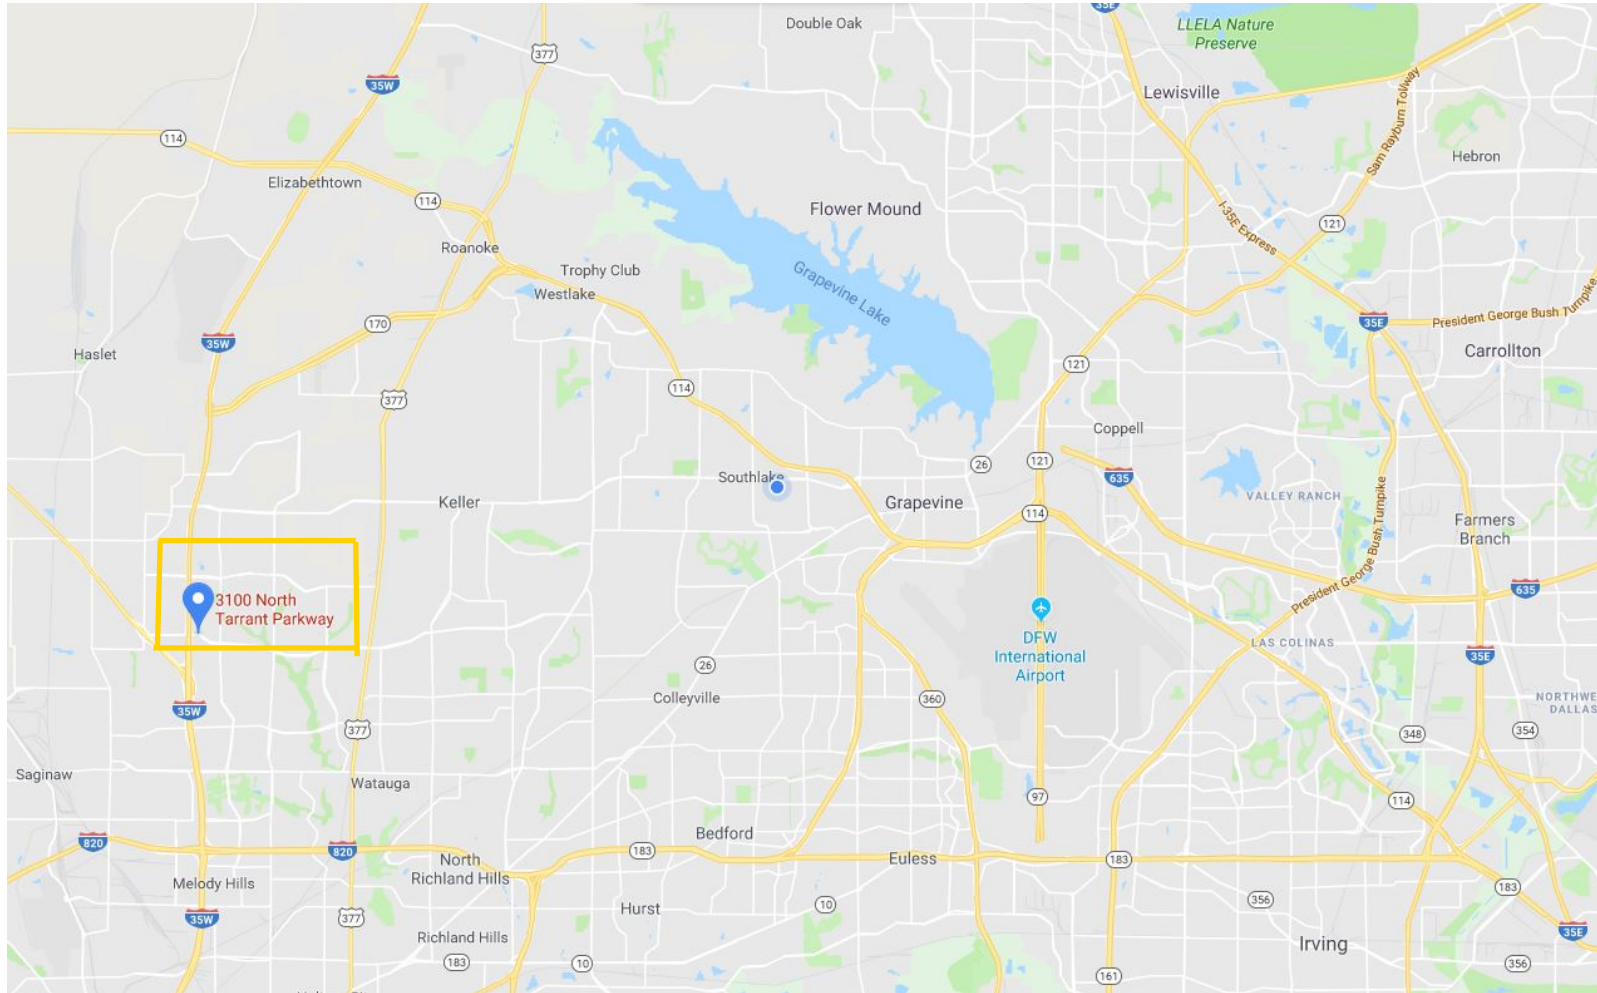 Double Oak
LLELA Nature
Preserve
35E
377
35W
Lewisville
Sam Rayburn Tollway
114
Hebron
Elizabethtown
114
Flower Mound
I-35E Express
121
Roanoke
Trophy Club
Westlake
Grapevine Lake
170
35W
35E
President George Bush Turnpike
Haslet
Carrollton
121
114
377
Coppell
26
121
635
Southlake
Keller
Grapevine
114
VALLEY RANCH
President George Bush Turnpike
Farmers
Branch
3100 North
Tarrant Parkway
635
DFW
International
Airport
LAS COLINAS
35E
26
Colleyville
360
35W
NORTHWE
DALLAS
377
348
354
Saginaw
Watauga
97
114
820
Bedford
820
183
Euless
183
North
Richland Hills
Melody Hills
183
Hurst
10
356
35W
377
Richland Hills
183
10
Irving
35E
356
161